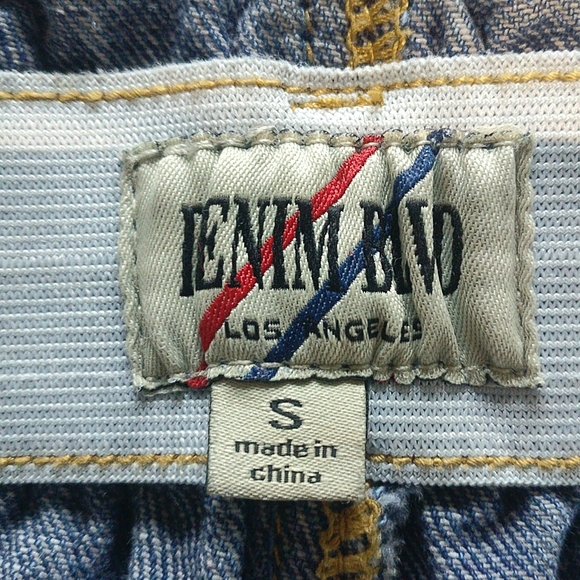 DENIM BLVD
LOS ANGELES
S
made in
china